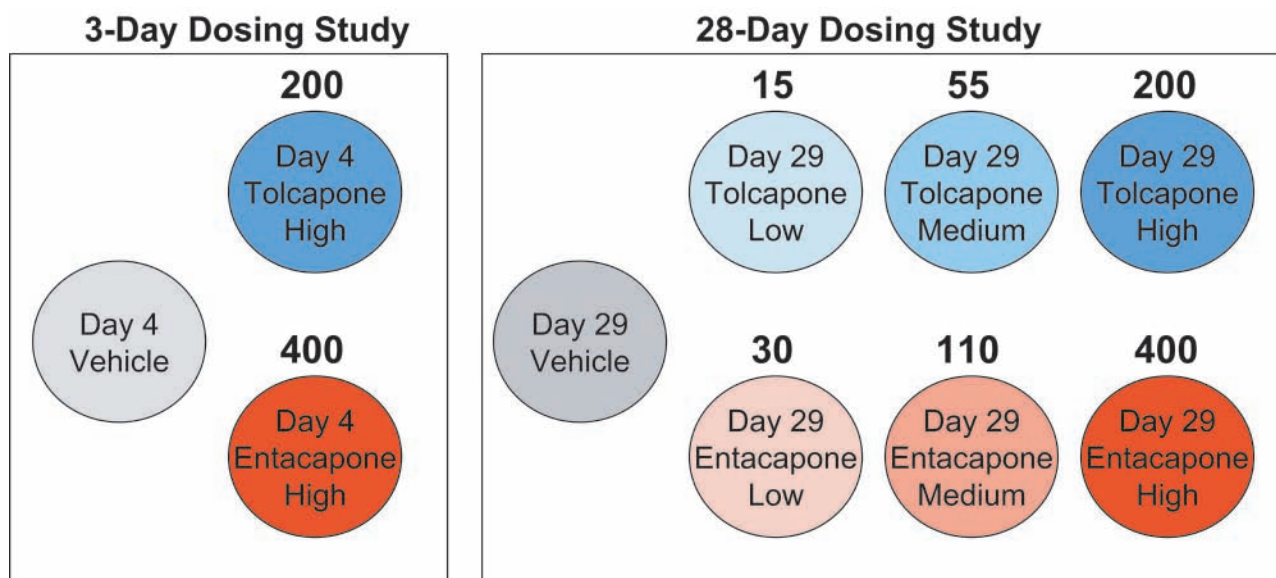 3-Day Dosing Study
200
Day 4
Tolcapone
High
Day 4
Vehicle
400
Day 4
Entacapone
High
28-Day Dosing Study
15
55
200
Day 29
Tolcapone
Low
Day 29
Tolcapone
Medium
Day 29
Tolcapone
High
Day 29
Vehicle
30
110
400
Day 29
Entacapone
Low
Day 29
Entacapone
Medium
Day 29
Entacapone
High